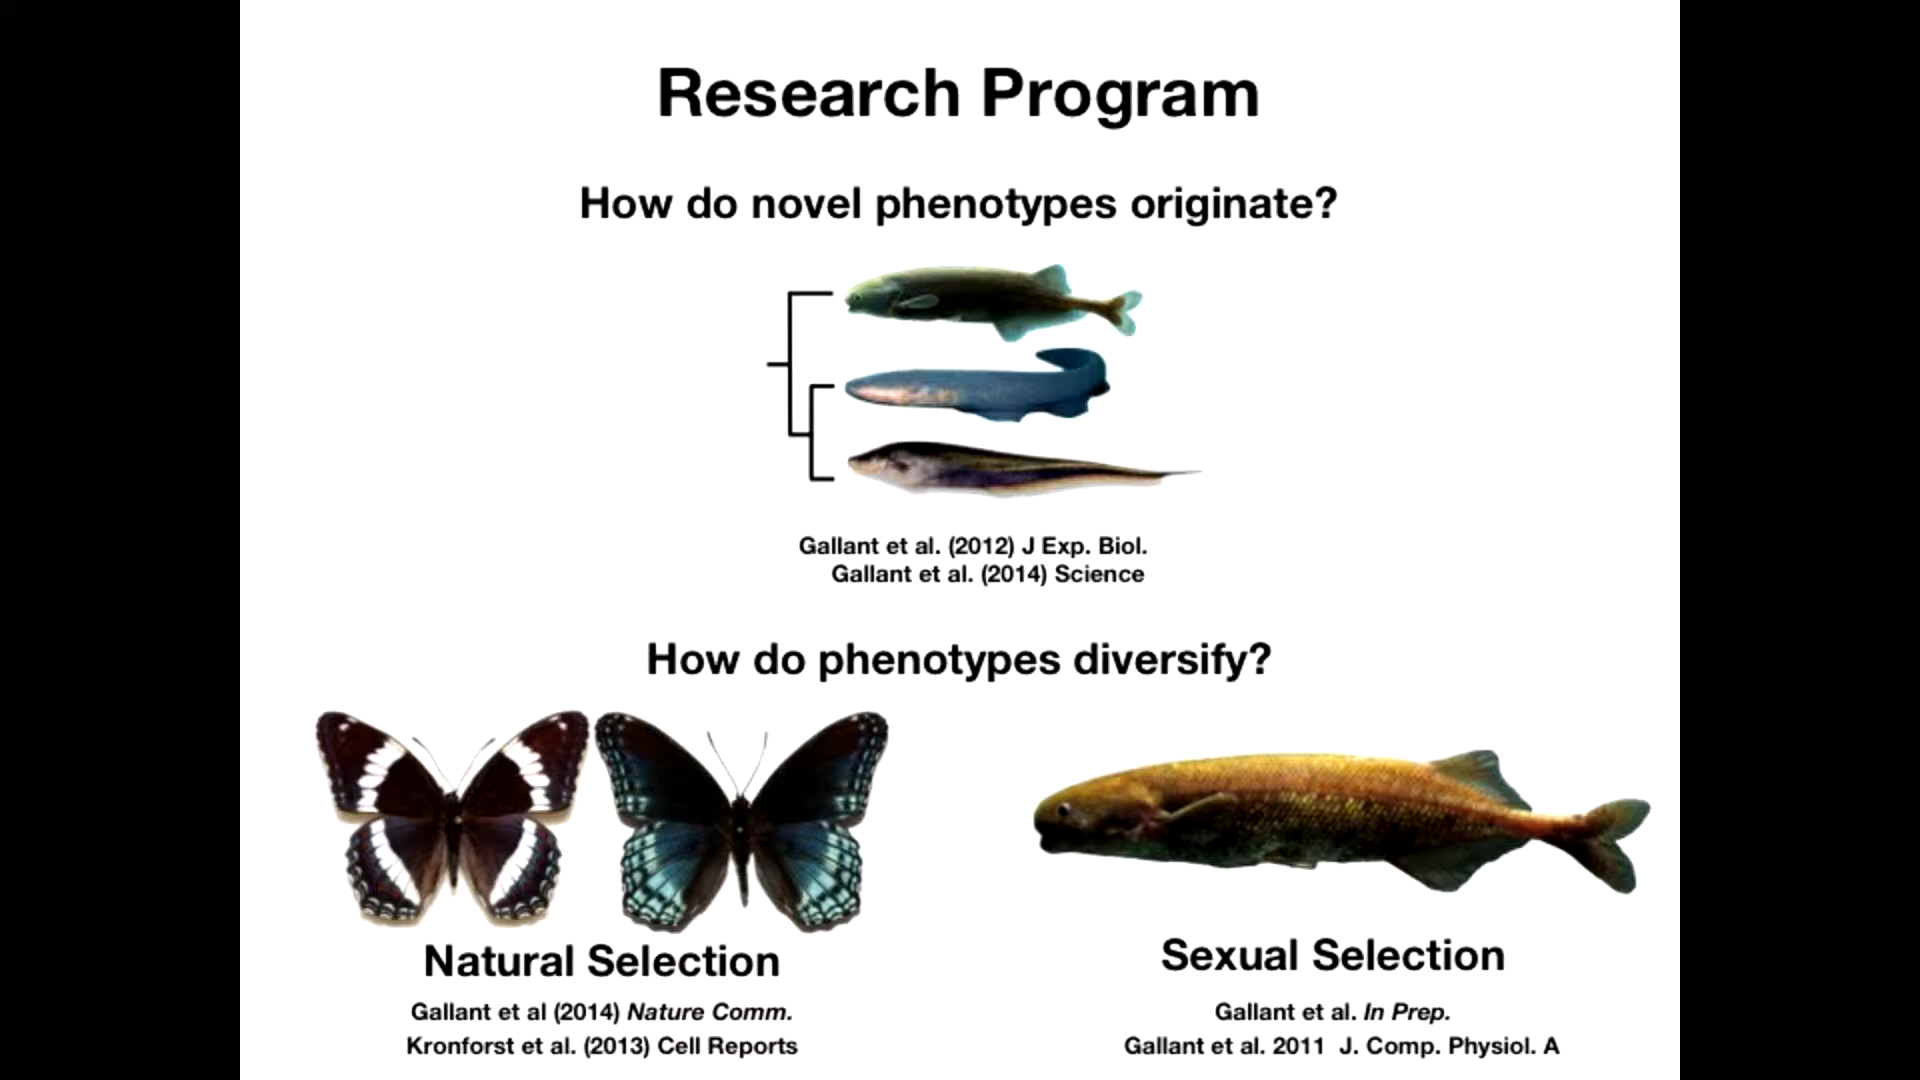 Research Program
How do novel phenotypes originate?
Gallant et al. (2012) J Exp. Biol.
Gallant et al. (2014) Science
How do phenotypes diversify?
Natural Selection
Gallant et al (2014) Nature Comm.
Kronforst et al. (2013) Cell Reports
Sexual Selection
Gallant et al. In Prep.
Gallant et al. 2011 J. Comp. Physiol. A